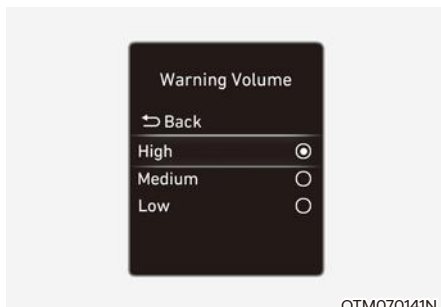 Warning Volume
Back
High
Medium
Low
OTM070141N